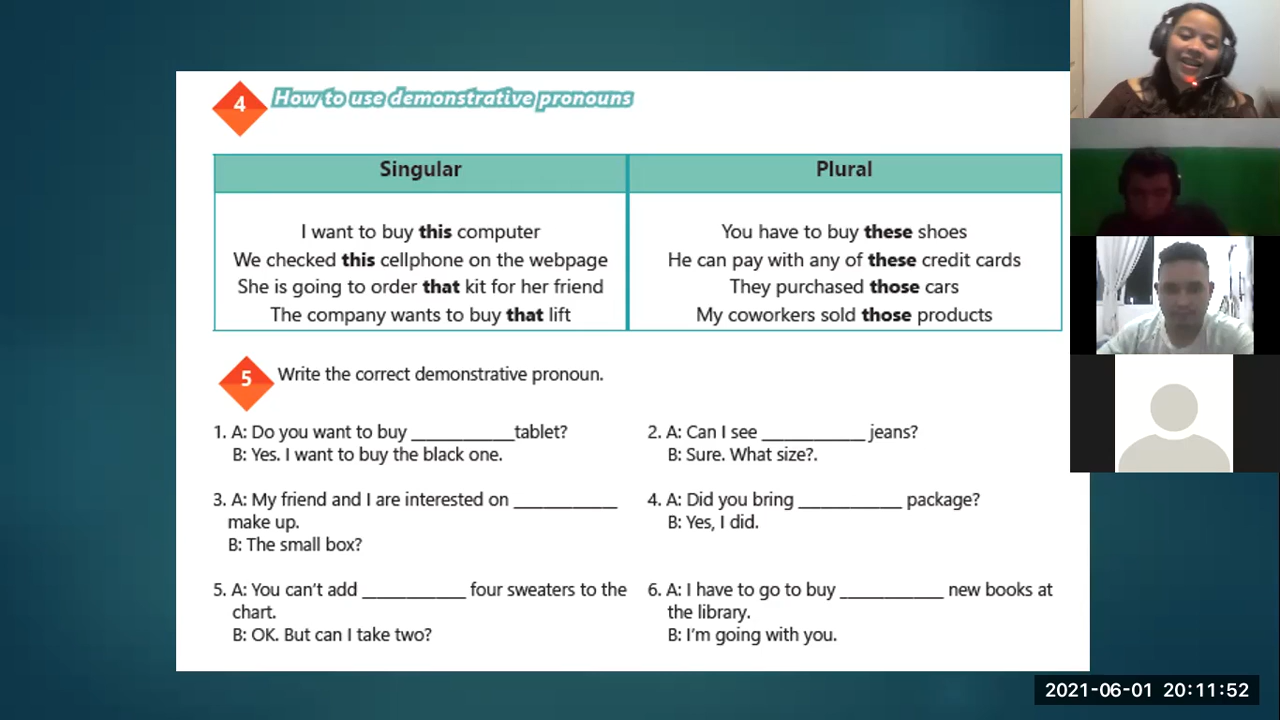 4 How to use demonstrative pronouns
Singular
Plural
I want to buy this computer
We checked this cellphone on the webpage
She is going to order that kit for her friend
The company wants to buy that lift
You have to buy these shoes
He can pay with any of these credit cards
They purchased those cars
My coworkers sold those products
5 Write the correct demonstrative pronoun.
1. A: Do you want to buy ___________tablet?
B: Yes. I want to buy the black one.
2. A: Can I see ___________ jeans?
B: Sure. What size?.
3. A: My friend and I are interested on ___________
make up.
B: The small box?
4. A: Did you bring ___________ package?
B: Yes, I did.
5. A: You can't add ___________ four sweaters to the
chart.
B: OK. But can I take two?
6. A: I have to go to buy ___________ new books at
the library.
B: I'm going with you.
2021-06-01 20:11:52